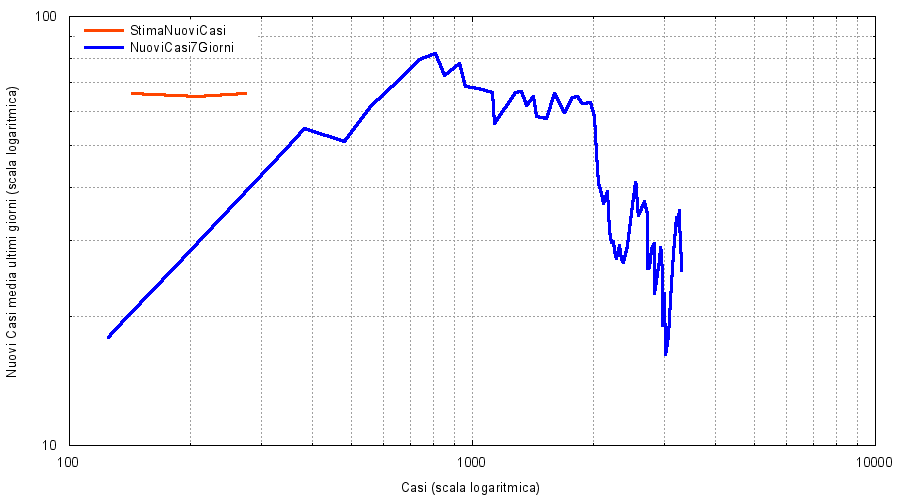 100
StimaNuoviCasi
NuoviCasi7Giorni
Nuovi Casi media ultimi giorni (scala logaritmica)
10
100
1000
10000
Casi (scala logaritmica)